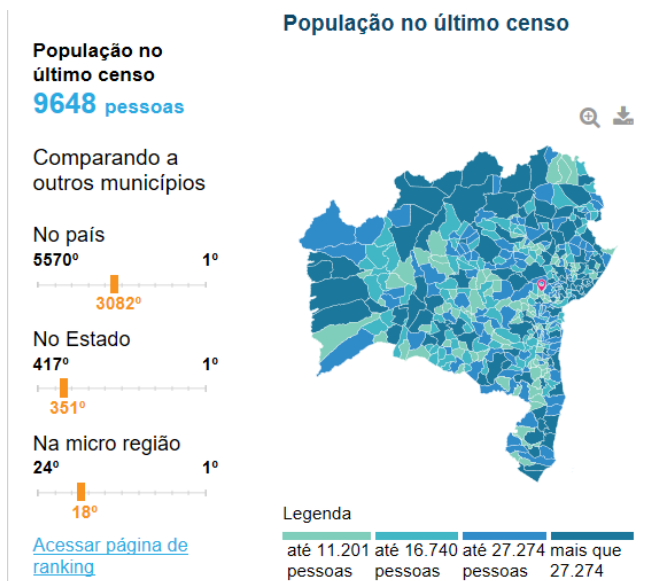 População no
último censo
9648 pessoas
Comparando a
outros municípios
No país
5570º 1º
3082º
No Estado
417º 1º
351º
Na micro região
24º 1º
18º
Acessar página de
ranking
População no último censo
Legenda
até 11.201 até 16.740 até 27.274 mais que
pessoas pessoas pessoas 27.274